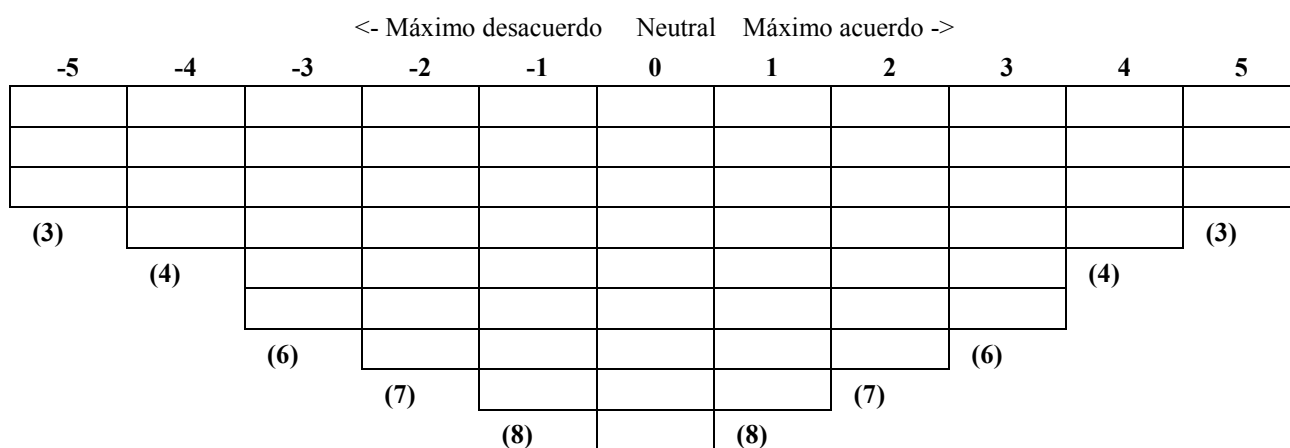 <- Máximo desacuerdo Neutral Máximo acuerdo ->
-5 -4 -3 -2 -1 0 1 2 3 4 5
(3) (3)
(4) (4)
(6) (6)
(7) (7)
(8) (8)